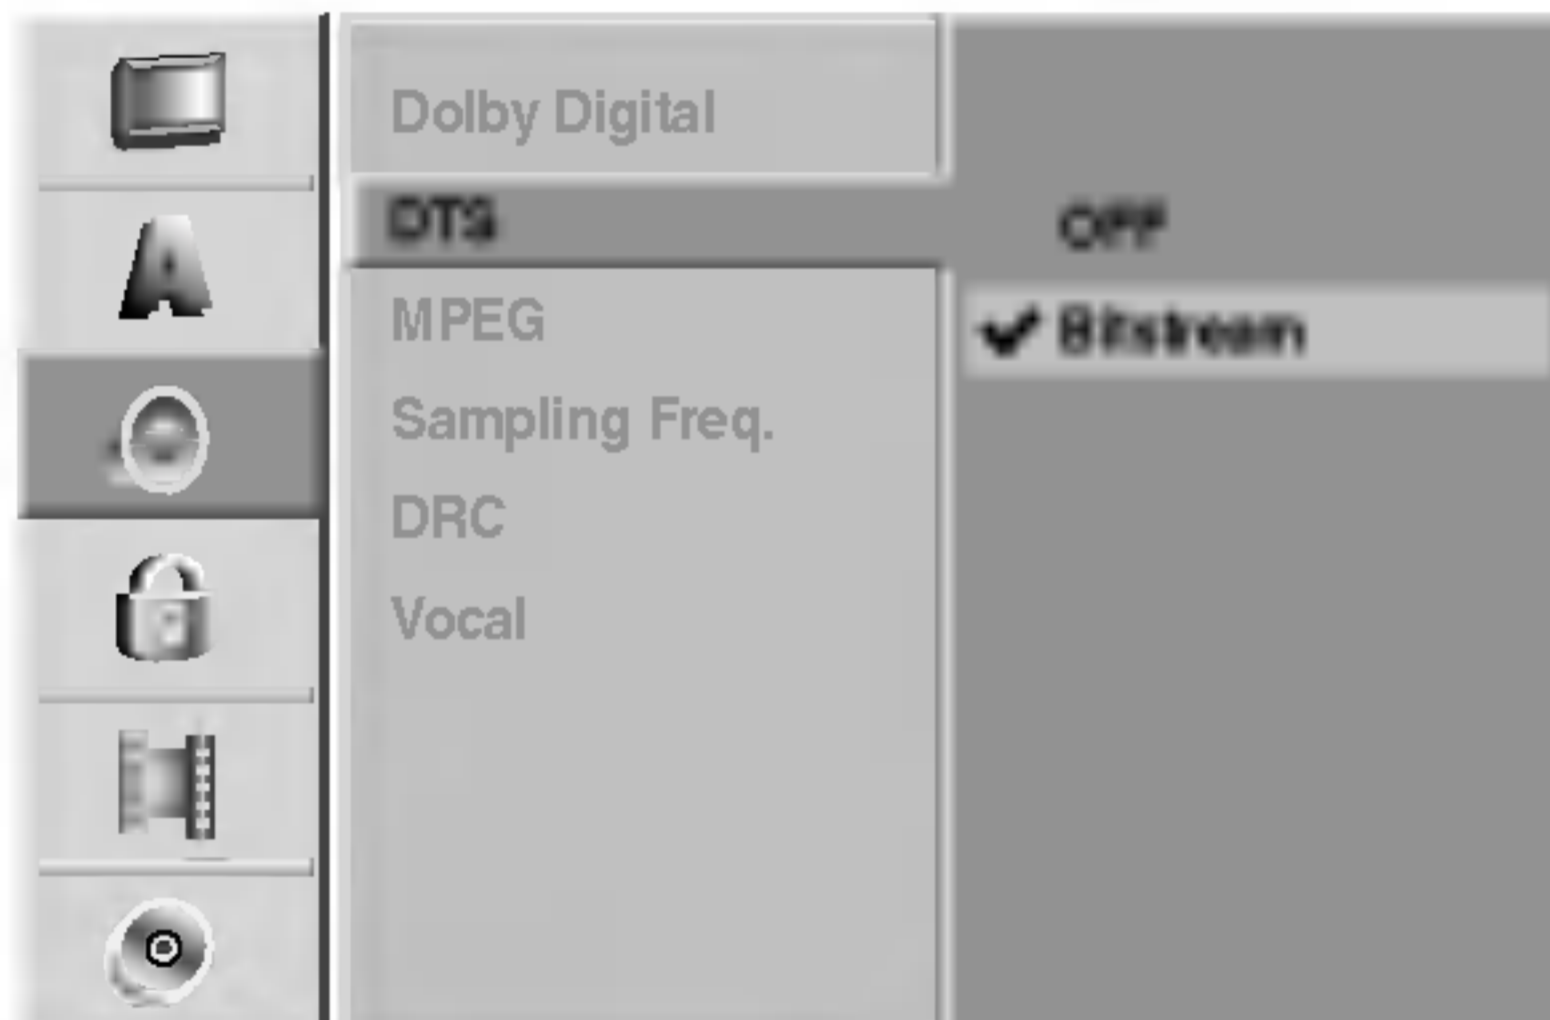 Dolby Digital
DTS
OFF
MPEG
Bitstream
Sampling Freq.
DRC
Vocal